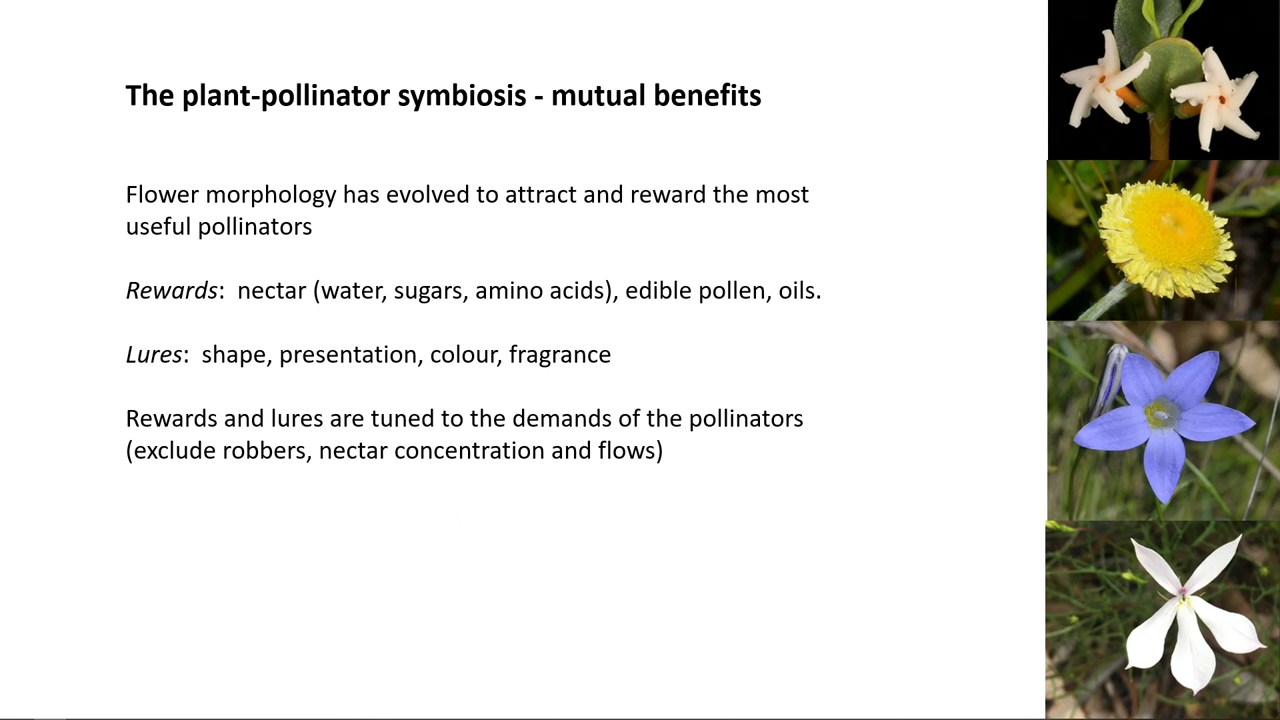 The plant-pollinator symbiosis - mutual benefits
Flower morphology has evolved to attract and reward the most
useful pollinators
Rewards:  nectar (water, sugars, amino acids), edible pollen, oils.
Lures:  shape, presentation, colour, fragrance
Rewards and lures are tuned to the demands of the pollinators
(exclude robbers, nectar concentration and flows)